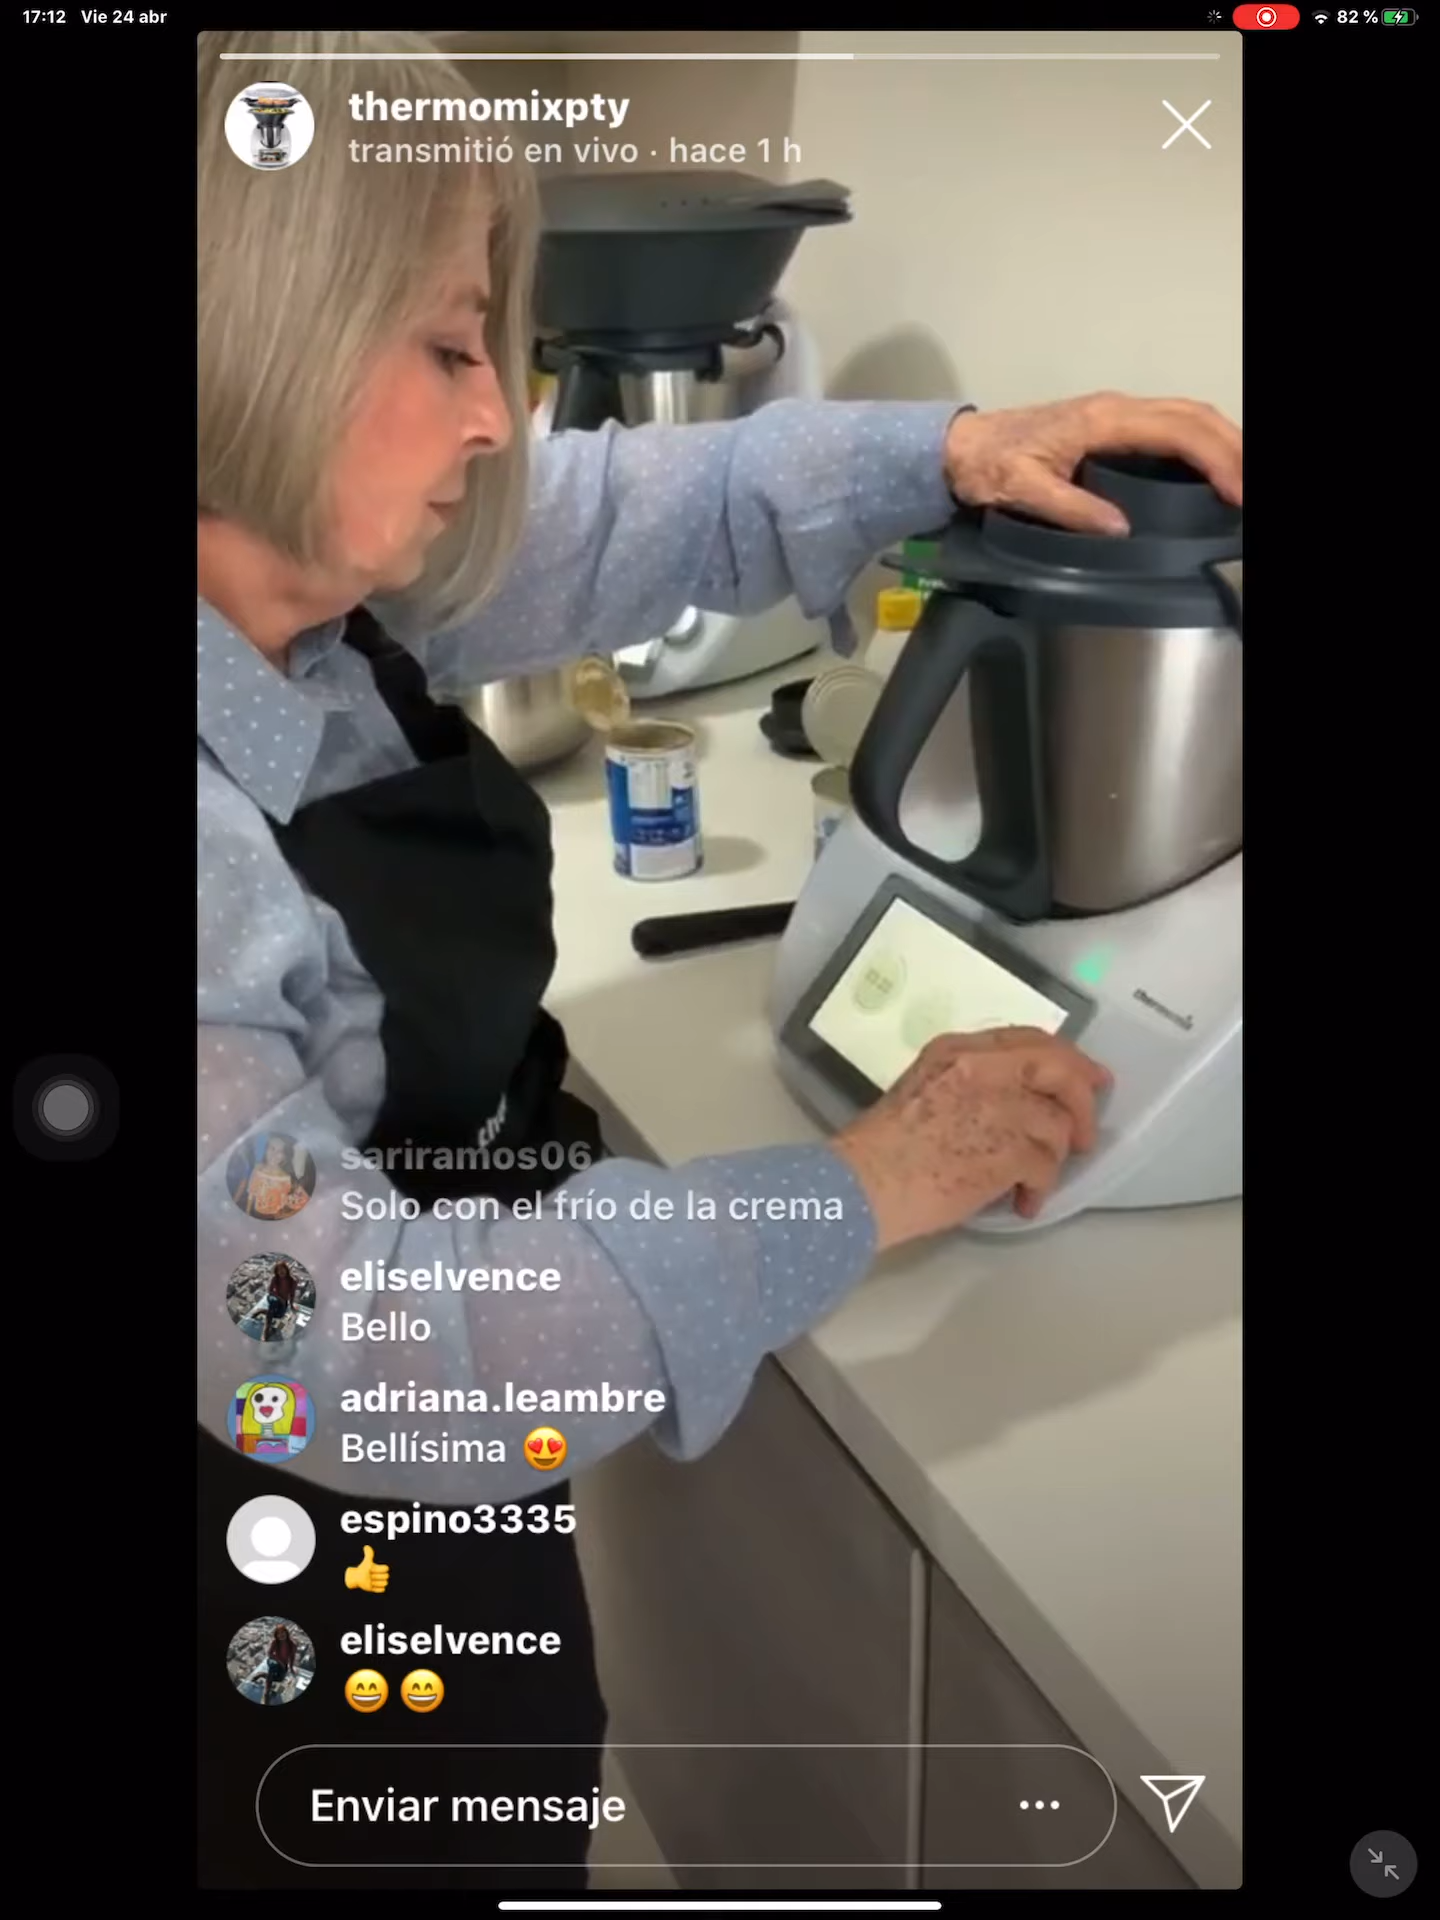 17:12 Vie 24 abr
82 %
thermomixpty
transmitió en vivo · hace 1 h
thermomix
sariramos06
Solo con el frío de la crema
eliselvence
Bello
adriana.leambre
Bellísima 😍
espino3335
👍
eliselvence
😄 😄
Enviar mensaje